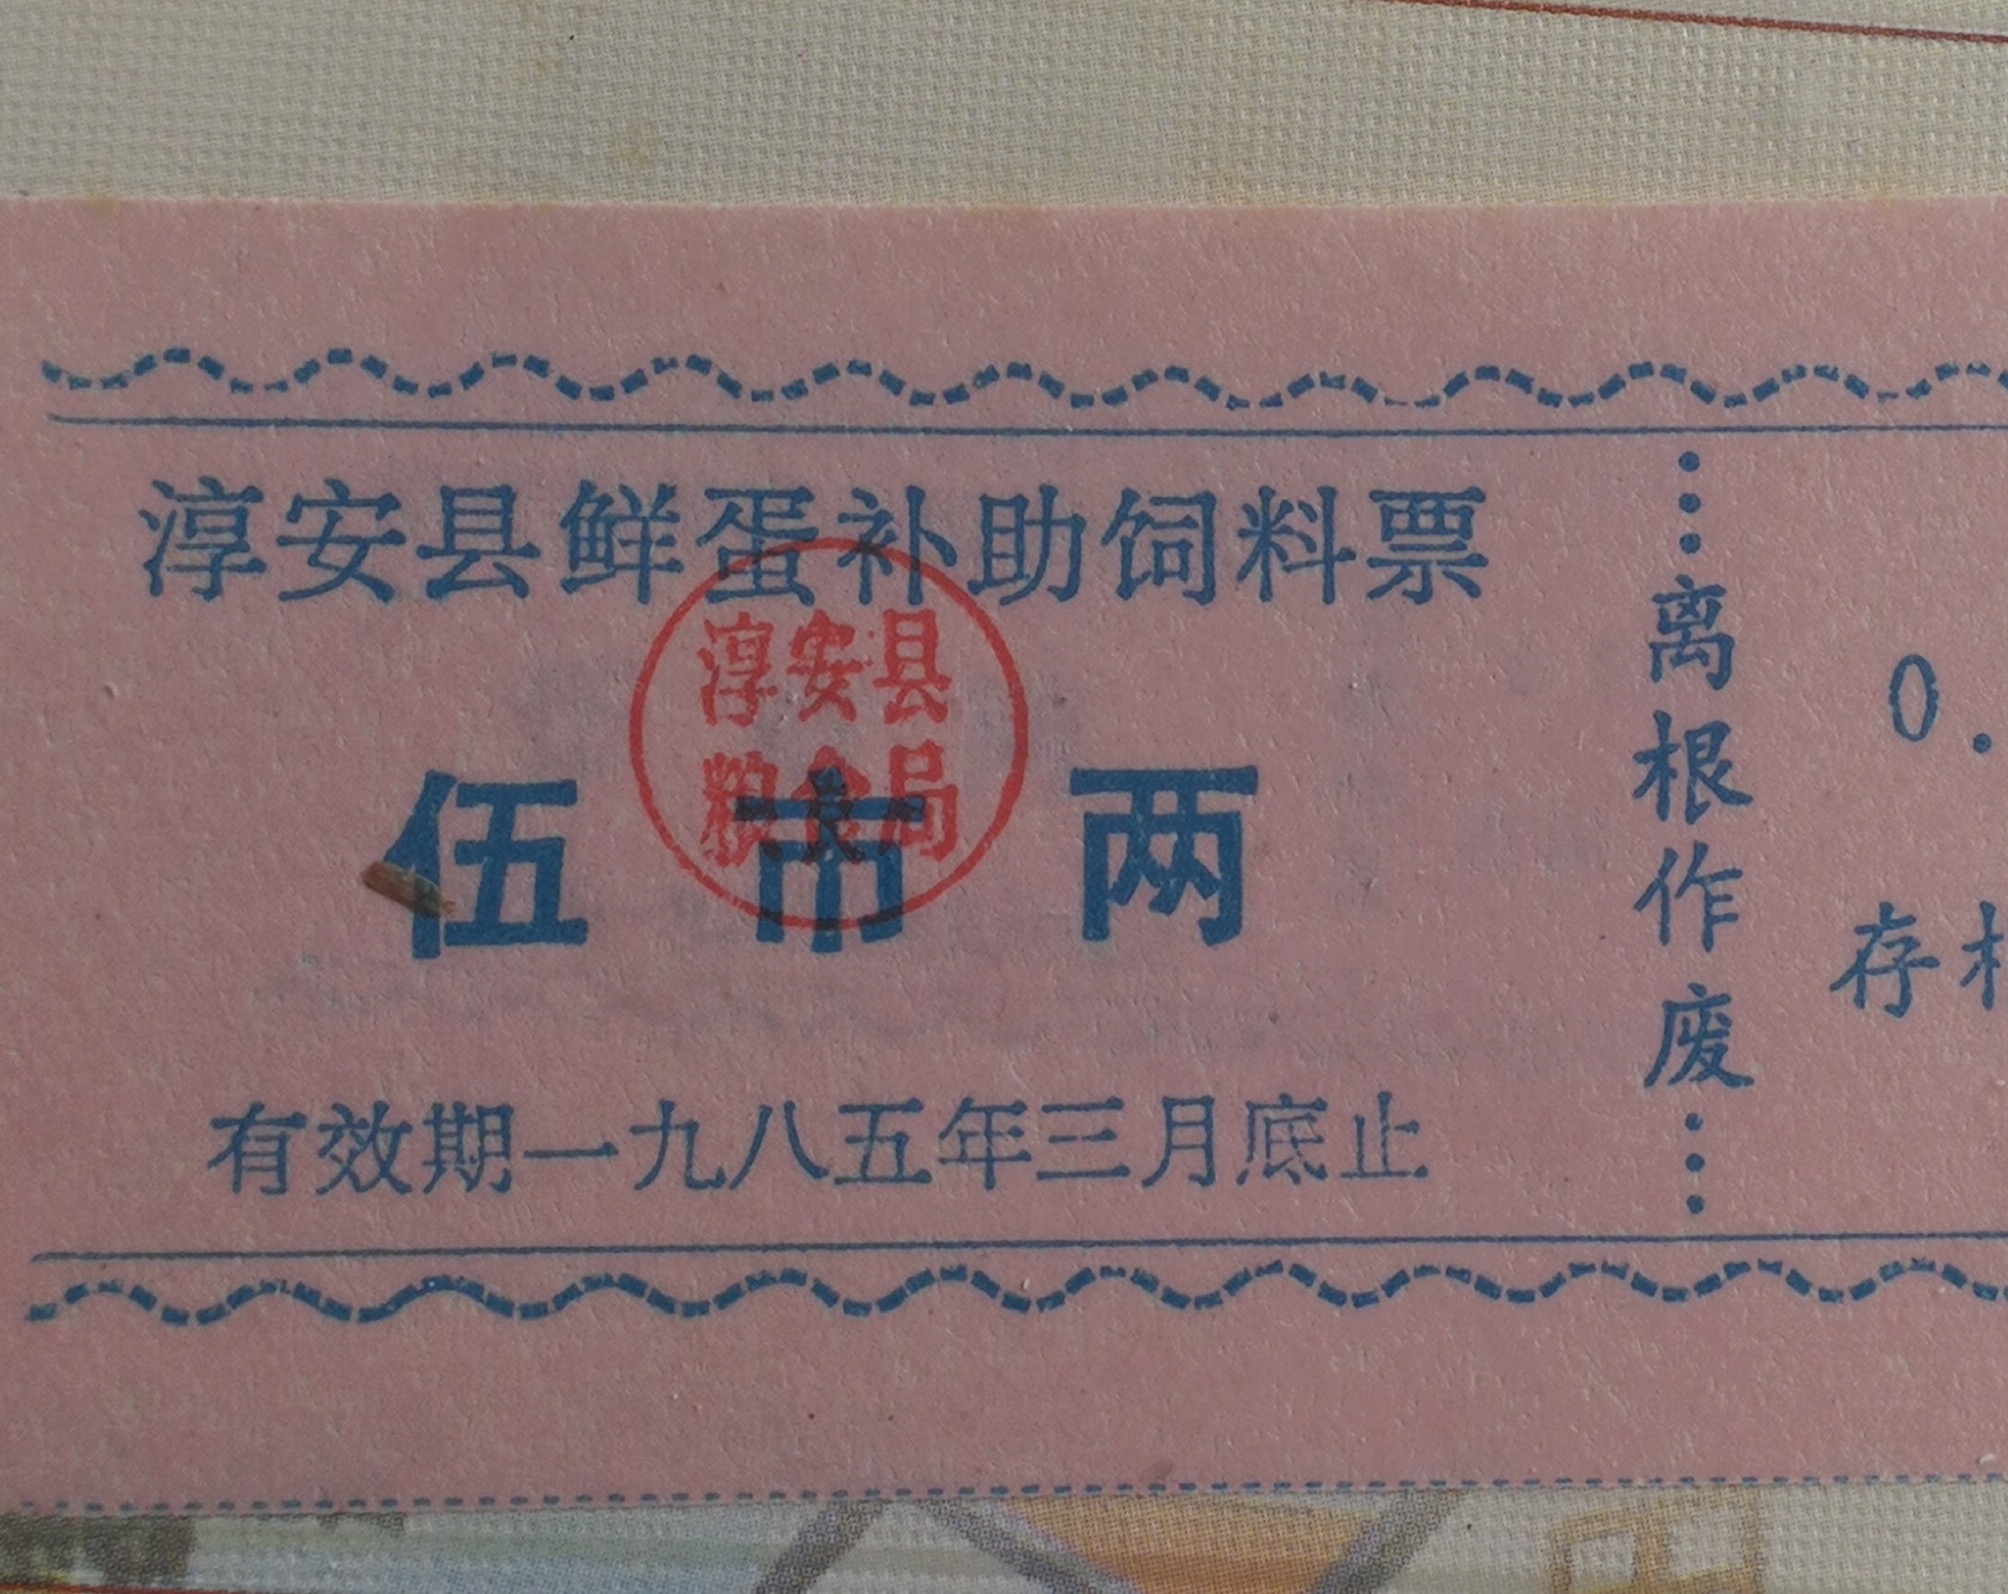 淳安县鲜蛋补助饲料票
淳安县
粮食局
伍市两
有效期一九八五年三月底止
离根作废
0.
存